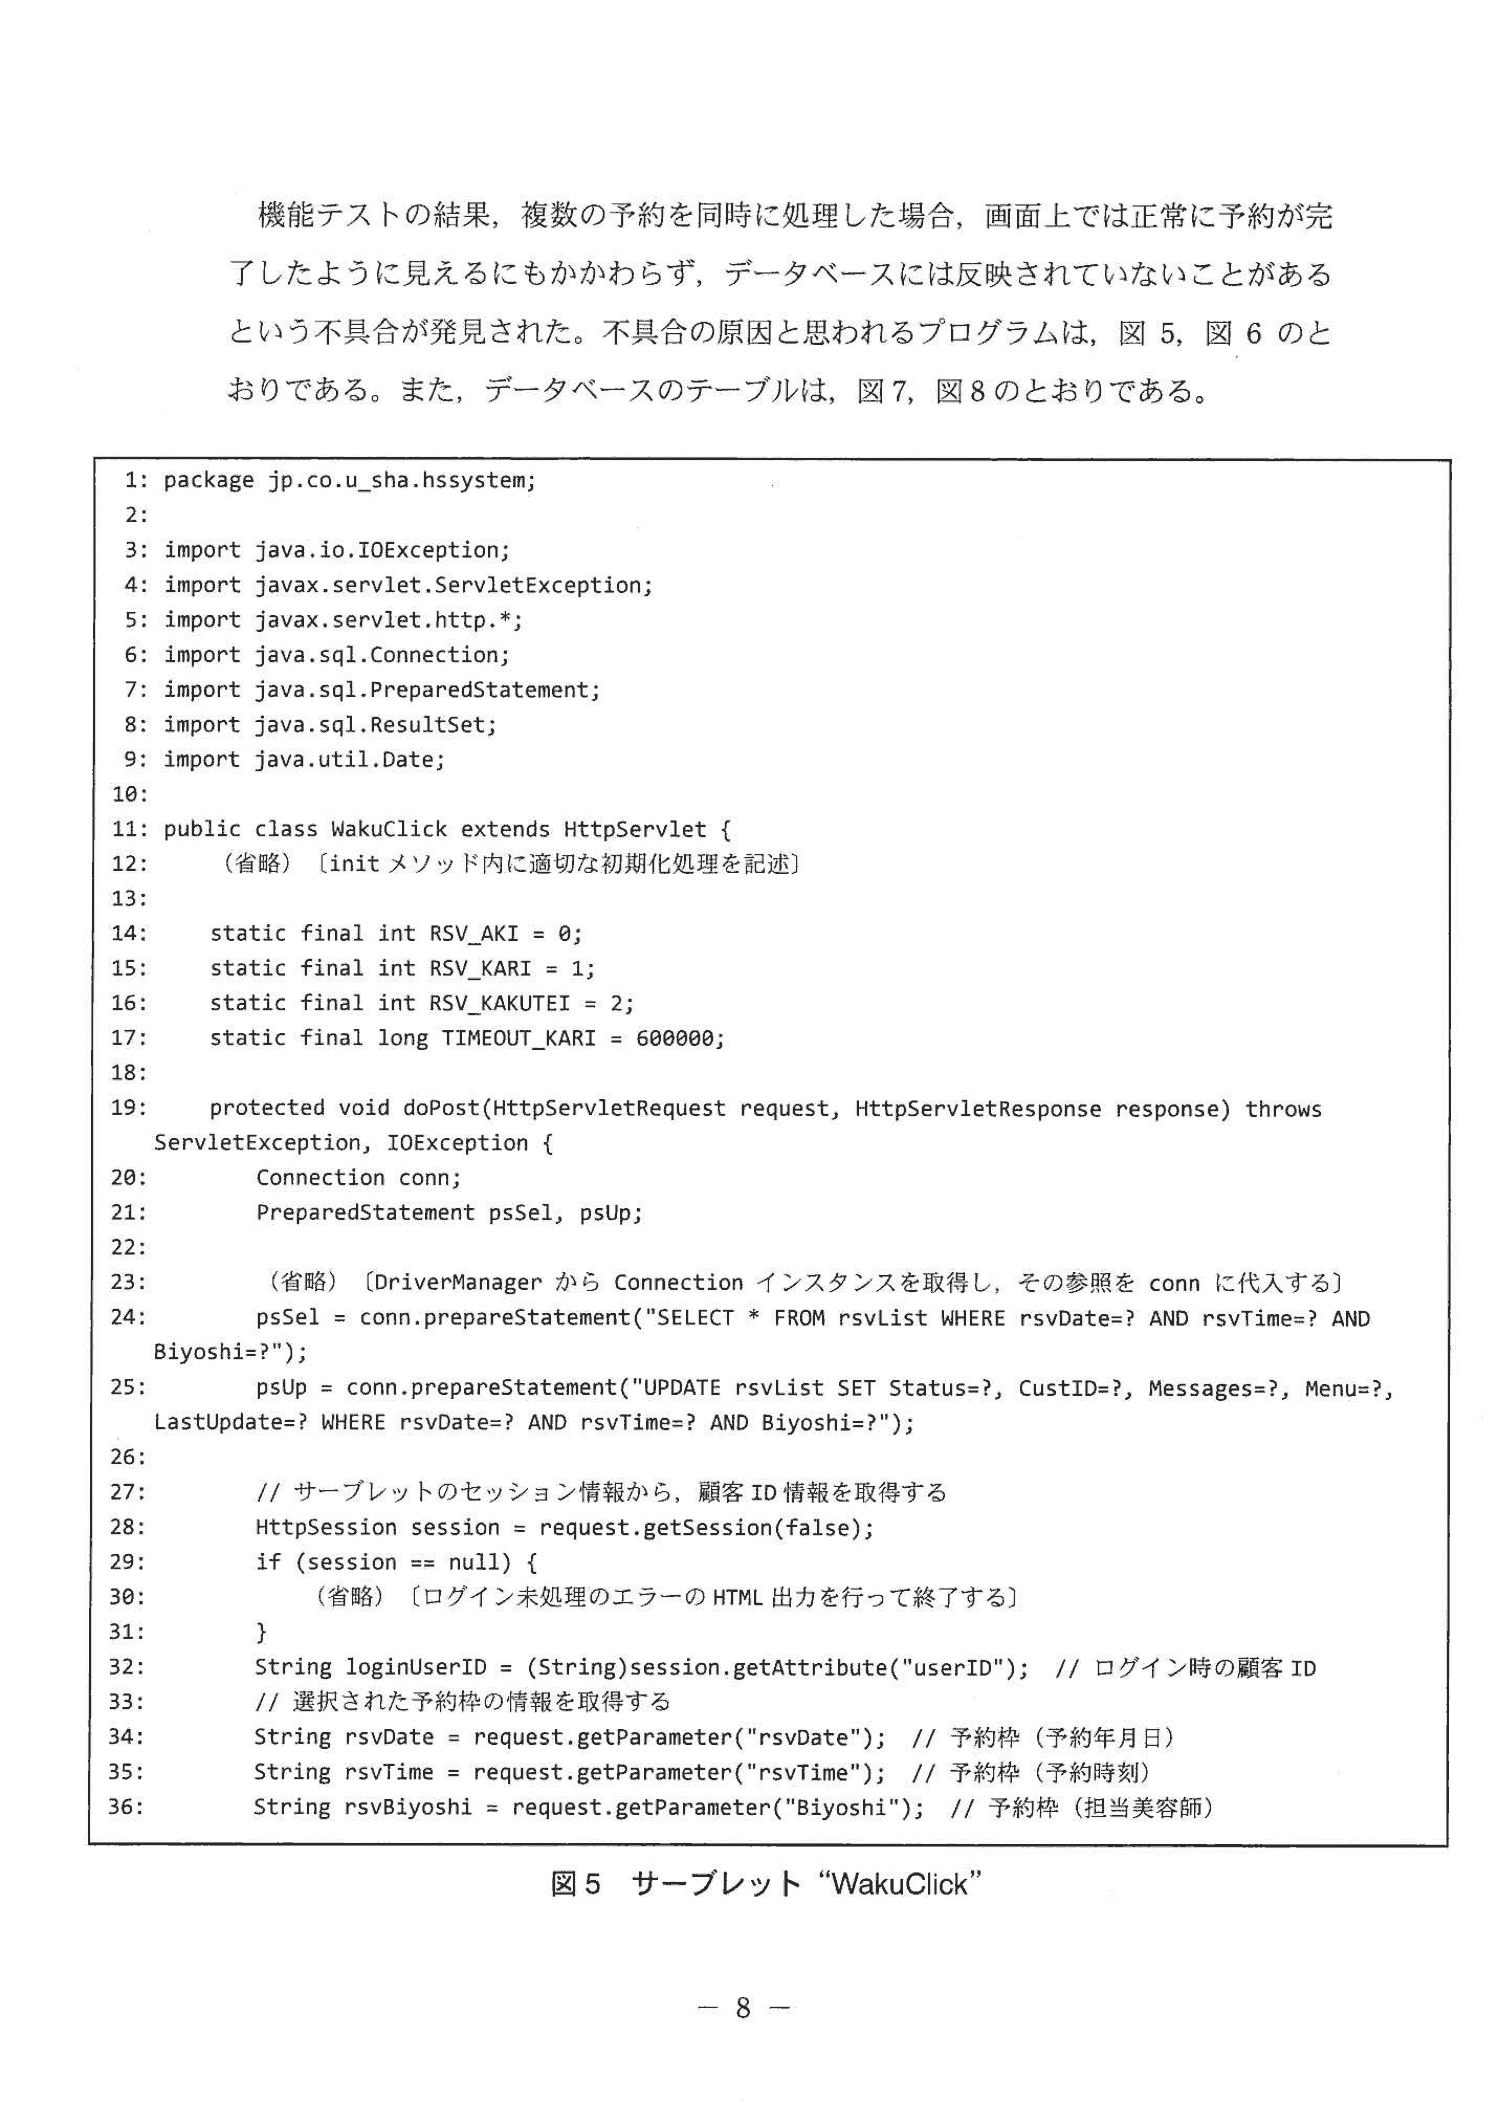 機能テストの結果，複数の予約を同時に処理した場合，画面上では正常に予約が完
了したように見えるにもかかわらず，データベースには反映されていないことがある
という不具合が発見された。不具合の原因と思われるプログラムは，図 5，図 6 のと
おりである。また，データベースのテーブルは，図 7，図 8 のとおりである。
1: package jp.co.u_sha.hssystem;
2:
3: import java.io.IOException;
4: import javax.servlet.ServletException;
5: import javax.servlet.http.*;
6: import java.sql.Connection;
7: import java.sql.PreparedStatement;
8: import java.sql.ResultSet;
9: import java.util.Date;
10:
11: public class WakuClick extends HttpServlet {
12:     （省略）〔init メソッド内に適切な初期化処理を記述〕
13:
14:     static final int RSV_AKI = 0;
15:     static final int RSV_KARI = 1;
16:     static final int RSV_KAKUTEI = 2;
17:     static final long TIMEOUT_KARI = 600000;
18:
19:     protected void doPost(HttpServletRequest request, HttpServletResponse response) throws
ServletException, IOException {
20:         Connection conn;
21:         PreparedStatement psSel, psUp;
22:
23:         （省略）〔DriverManager から Connection インスタンスを取得し，その参照を conn に代入する〕
24:         psSel = conn.prepareStatement("SELECT * FROM rsvList WHERE rsvDate=? AND rsvTime=? AND
Biyoshi=?");
25:         psUp = conn.prepareStatement("UPDATE rsvList SET Status=?, CustID=?, Messages=?, Menu=?,
LastUpdate=? WHERE rsvDate=? AND rsvTime=? AND Biyoshi=?");
26:
27:         // サーブレットのセッション情報から，顧客 ID 情報を取得する
28:         HttpSession session = request.getSession(false);
29:         if (session == null) {
30:             （省略）〔ログイン未処理のエラーの HTML 出力を行って終了する〕
31:         }
32:         String loginUserID = (String)session.getAttribute("userID");  // ログイン時の顧客 ID
33:         // 選択された予約枠の情報を取得する
34:         String rsvDate = request.getParameter("rsvDate");  // 予約枠（予約年月日）
35:         String rsvTime = request.getParameter("rsvTime");  // 予約枠（予約時刻）
36:         String rsvBiyoshi = request.getParameter("Biyoshi");  // 予約枠（担当美容師）
図 5　サーブレット “WakuClick”
― 8 ―